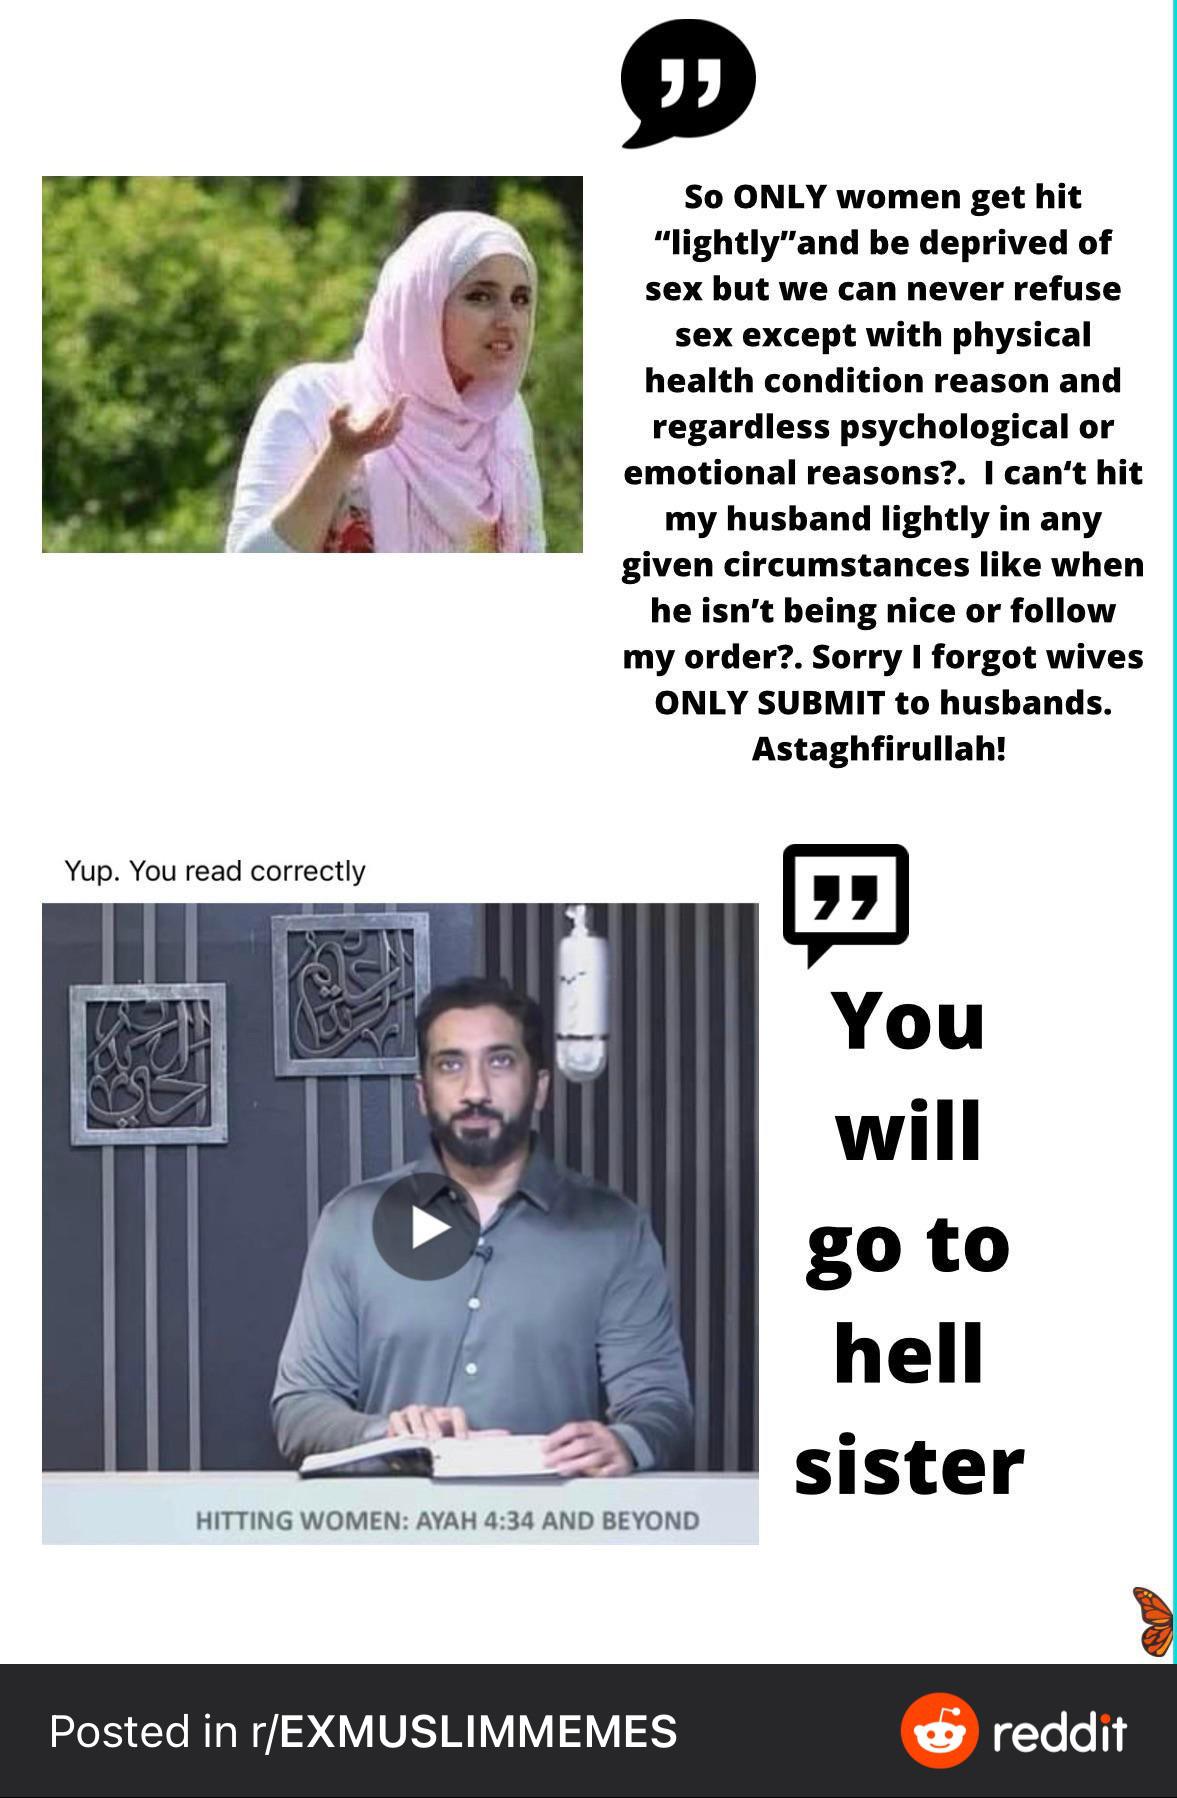 So ONLY women get hit
“lightly”and be deprived of
sex but we can never refuse
sex except with physical
health condition reason and
regardless psychological or
emotional reasons?.  I can‘t hit
my husband lightly in any
given circumstances like when
he isn’t being nice or follow
my order?. Sorry I forgot wives
ONLY SUBMIT to husbands.
Astaghfirullah!
Yup. You read correctly
HITTING WOMEN: AYAH 4:34 AND BEYOND
You
will
go to
hell
sister
Posted in r/EXMUSLIMMEMES
reddit